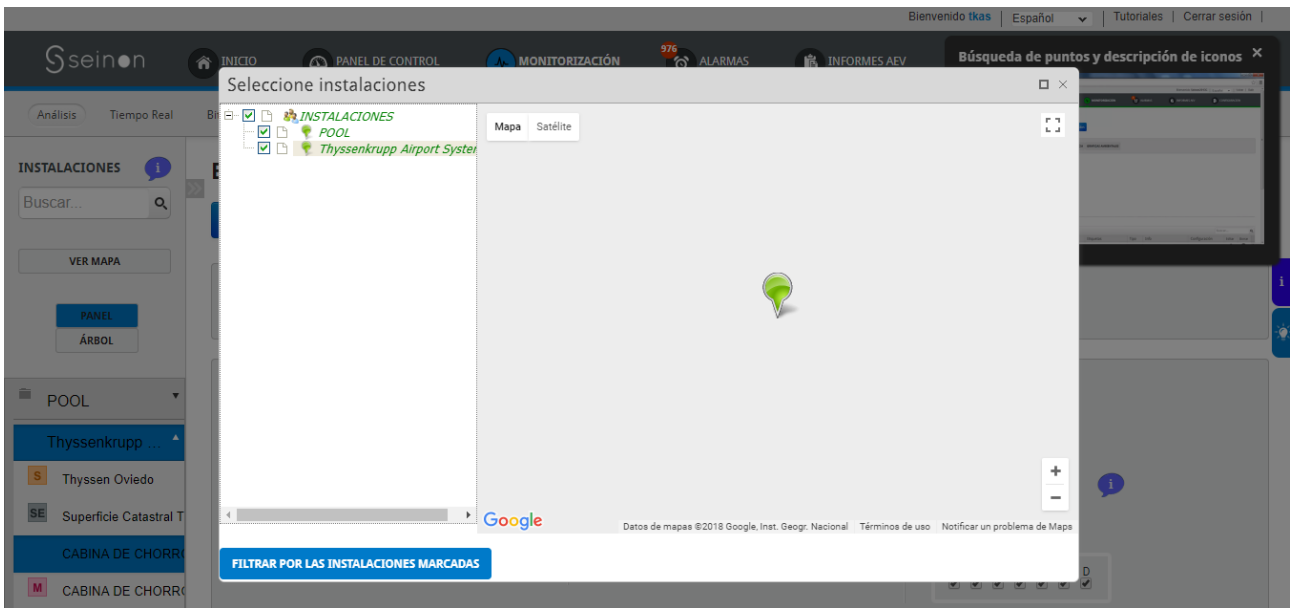 Bienvenido tkas | Español | Tutoriales | Cerrar sesión |
sseinon
INICIO
PANEL DE CONTROL
MONITORIZACIÓN
976
ALARMAS
INFORMES AEV
Búsqueda de puntos y descripción de iconos ×
Seleccione instalaciones
Análisis
Tiempo Real
INSTALACIONES
POOL
Thyssenkrupp Airport System
Mapa Satélite
INSTALACIONES i
Buscar...
VER MAPA
PANEL
ÁRBOL
POOL
Thyssenkrupp ...
S Thyssen Oviedo
SE Superficie Catastral T
CABINA DE CHORR
M CABINA DE CHORR
i
i
+
−
Google
Datos de mapas ©2018 Google, Inst. Geogr. Nacional Términos de uso Notificar un problema de Maps
FILTRAR POR LAS INSTALACIONES MARCADAS
D